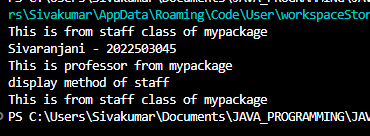 rs\Sivakumar\AppData\Roaming\Code\User\workspaceStor
This is from staff class of mypackage
Sivaranjani - 2022503045
This is professor from mypackage
display method of staff
This is from staff class of mypackage
PS C:\Users\Sivakumar\Documents\JAVA_PROGRAMMING\JAV